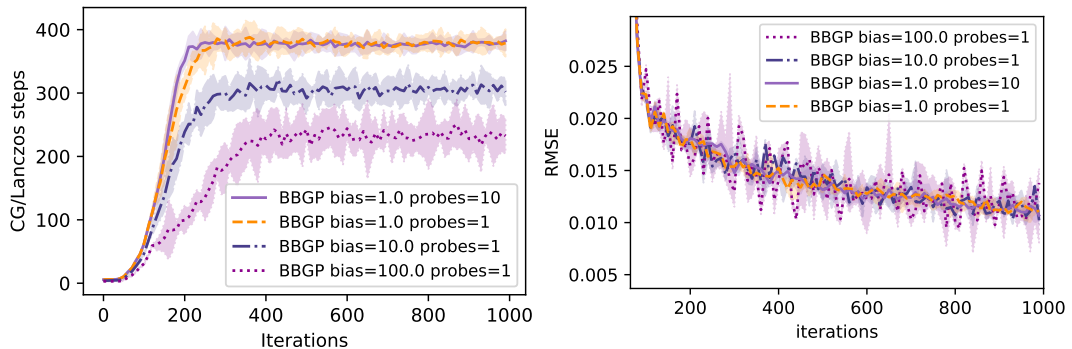 CG/Lanczos steps
400
300
200
100
0
BBGP bias=1.0 probes=10
BBGP bias=1.0 probes=1
BBGP bias=10.0 probes=1
BBGP bias=100.0 probes=1
0 200 400 600 800 1000
Iterations
RMSE
0.025
0.020
0.015
0.010
0.005
BBGP bias=100.0 probes=1
BBGP bias=10.0 probes=1
BBGP bias=1.0 probes=10
BBGP bias=1.0 probes=1
200 400 600 800 1000
iterations